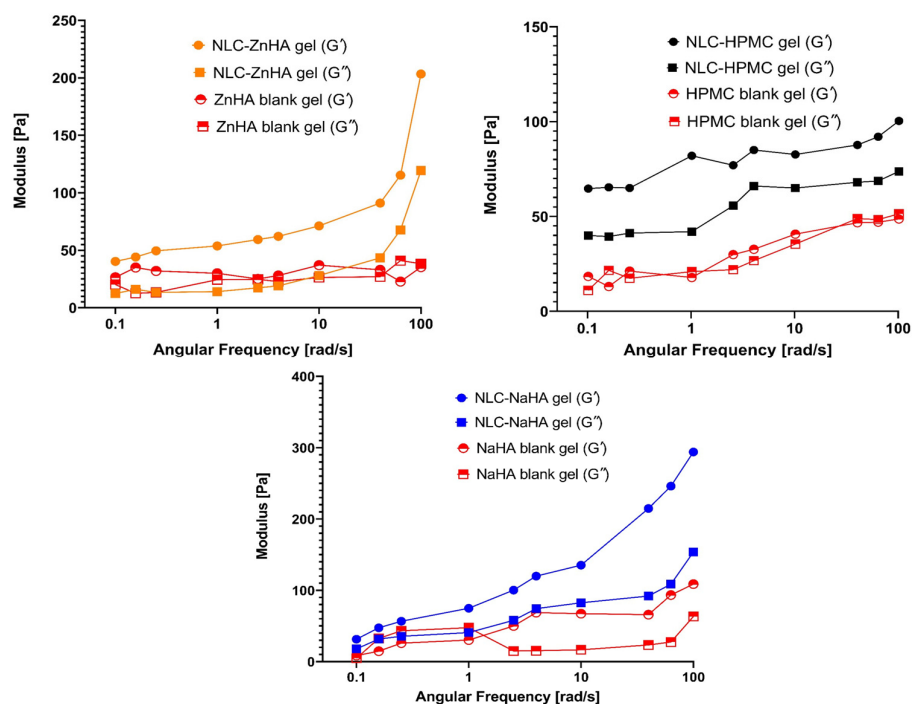 250
200
150
100
50
0
Modulus [Pa]
NLC-ZnHA gel (G′)
NLC-ZnHA gel (G″)
ZnHA blank gel (G′)
ZnHA blank gel (G″)
0.1 1 10 100
Angular Frequency [rad/s]
150
100
50
0
Modulus [Pa]
NLC-HPMC gel (G′)
NLC-HPMC gel (G″)
HPMC blank gel (G′)
HPMC blank gel (G″)
0.1 1 10 100
Angular Frequency [rad/s]
400
300
200
100
0
Modulus [Pa]
NLC-NaHA gel (G′)
NLC-NaHA gel (G″)
NaHA blank gel (G′)
NaHA blank gel (G″)
0.1 1 10 100
Angular Frequency [rad/s]